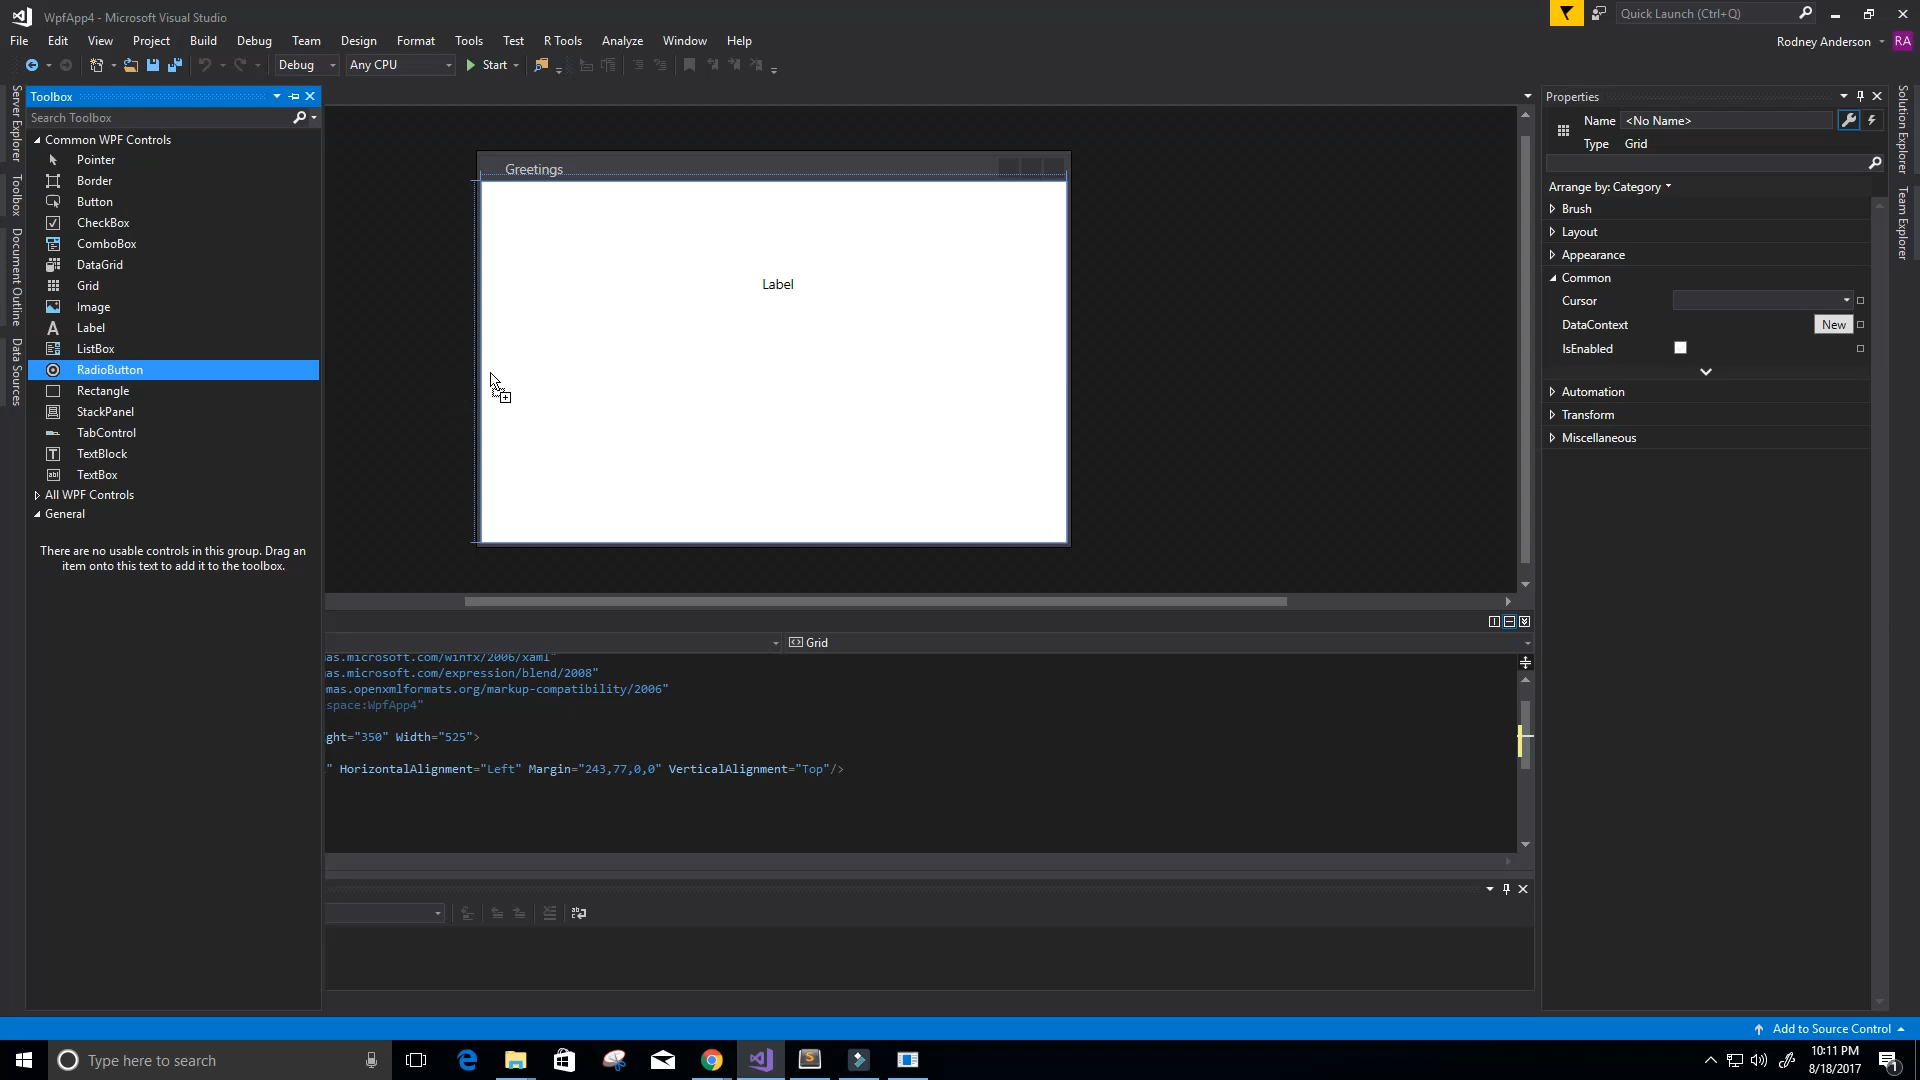 WpfApp4 - Microsoft Visual Studio
Quick Launch (Ctrl+Q)
File Edit View Project Build Debug Team Format Design Tools Test R Tools Analyze Window Help
Rodney Anderson RA
Debug Any CPU Start
Server Explorer
Toolbox
Document Outline
Data Sources
Toolbox
Search Toolbox
Common WPF Controls
Pointer
Border
Button
CheckBox
ComboBox
DataGrid
Grid
Image
Label
ListBox
RadioButton
Rectangle
StackPanel
TabControl
TextBlock
TextBox
All WPF Controls
General
There are no usable controls in this group. Drag an
item onto this text to add it to the toolbox.
Greetings
Label
Grid
as.microsoft.com/winfx/2006/xaml"
as.microsoft.com/expression/blend/2008"
mas.openxmlformats.org/markup-compatibility/2006"
space:WpfApp4"
ght="350" Width="525">
" HorizontalAlignment="Left" Margin="243,77,0,0" VerticalAlignment="Top"/>
Properties
Name <No Name>
Type Grid
Arrange by: Category
Brush
Layout
Appearance
Common
Cursor
DataContext New
IsEnabled
Automation
Transform
Miscellaneous
Solution Explorer
Team Explorer
Add to Source Control
Type here to search
10:11 PM
8/18/2017
1